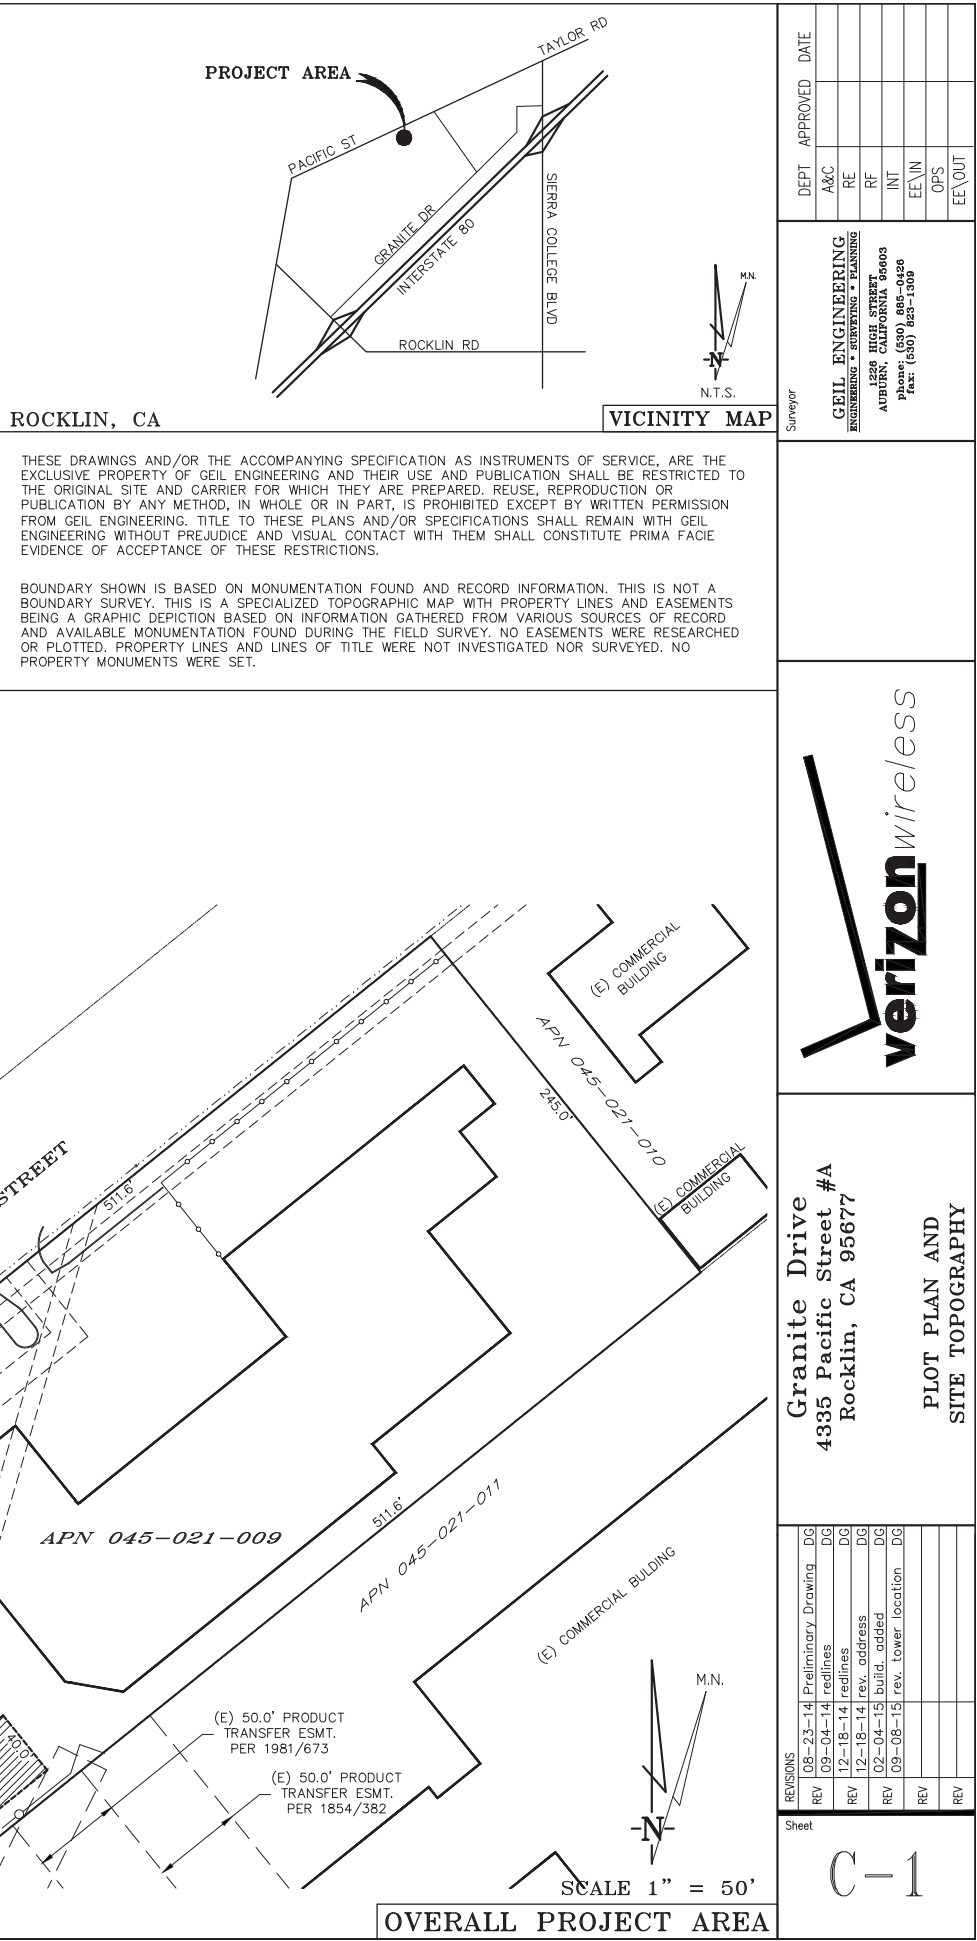 PROJECT AREA
TAYLOR RD
PACIFIC ST
GRANITE DR
INTERSTATE 80
SIERRA COLLEGE BLVD
ROCKLIN RD
M.N.
N
N.T.S.
ROCKLIN, CA
VICINITY MAP
THESE DRAWINGS AND/OR THE ACCOMPANYING SPECIFICATION AS INSTRUMENTS OF SERVICE, ARE THE
EXCLUSIVE PROPERTY OF GEIL ENGINEERING AND THEIR USE AND PUBLICATION SHALL BE RESTRICTED TO
THE ORIGINAL SITE AND CARRIER FOR WHICH THEY ARE PREPARED. REUSE, REPRODUCTION OR
PUBLICATION BY ANY METHOD, IN WHOLE OR IN PART, IS PROHIBITED EXCEPT BY WRITTEN PERMISSION
FROM GEIL ENGINEERING. TITLE TO THESE PLANS AND/OR SPECIFICATIONS SHALL REMAIN WITH GEIL
ENGINEERING WITHOUT PREJUDICE AND VISUAL CONTACT WITH THEM SHALL CONSTITUTE PRIMA FACIE
EVIDENCE OF ACCEPTANCE OF THESE RESTRICTIONS.
BOUNDARY SHOWN IS BASED ON MONUMENTATION FOUND AND RECORD INFORMATION. THIS IS NOT A
BOUNDARY SURVEY. THIS IS A SPECIALIZED TOPOGRAPHIC MAP WITH PROPERTY LINES AND EASEMENTS
BEING A GRAPHIC DEPICTION BASED ON INFORMATION GATHERED FROM VARIOUS SOURCES OF RECORD
AND AVAILABLE MONUMENTATION FOUND DURING THE FIELD SURVEY. NO EASEMENTS WERE RESEARCHED
OR PLOTTED. PROPERTY LINES AND LINES OF TITLE WERE NOT INVESTIGATED NOR SURVEYED. NO
PROPERTY MONUMENTS WERE SET.
(E) COMMERCIAL
BUILDING
APN 045-021-010
245.0'
(E) COMMERCIAL
BUILDING
STREET
511.6'
APN 045-021-009
511.6'
APN 045-021-011
(E) COMMERCIAL BULDING
(E) 50.0' PRODUCT
TRANSFER ESMT.
PER 1981/673
(E) 50.0' PRODUCT
TRANSFER ESMT.
PER 1854/382
40.0'
M.N.
N
SCALE 1" = 50'
OVERALL PROJECT AREA
DEPT APPROVED DATE
A&C
RE
RF
INT
EE\IN
OPS
EE\OUT
Surveyor
GEIL ENGINEERING
ENGINEERING * SURVEYING * PLANNING
1226 HIGH STREET
AUBURN, CALIFORNIA 95603
phone: (530) 885-0426
fax: (530) 823-1309
verizonwireless
Granite Drive
4335 Pacific Street #A
Rocklin, CA 95677
PLOT PLAN AND
SITE TOPOGRAPHY
REVISIONS
REV 08-23-14 Preliminary Drawing DG
09-04-14 redlines DG
REV 12-18-14 redlines DG
12-18-14 rev. address DG
REV 02-04-15 build. added DG
09-08-15 rev. tower location DG
REV
REV
Sheet
C-1